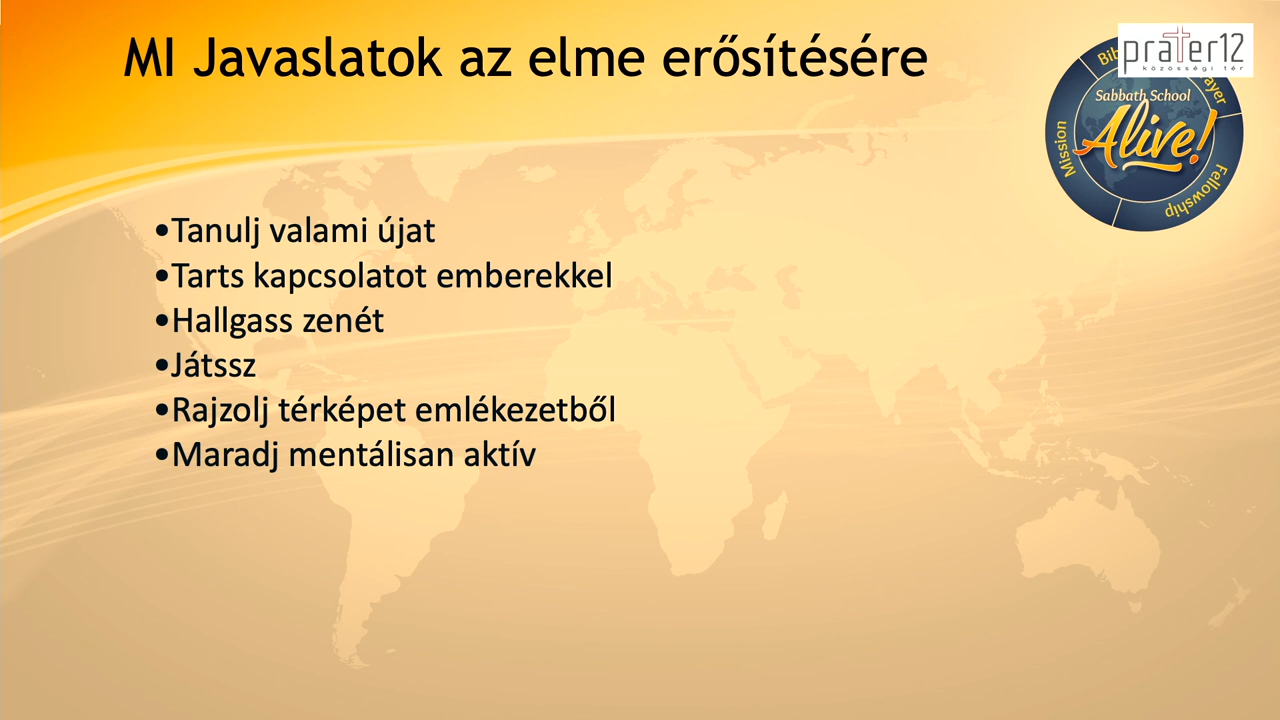 MI Javaslatok az elme erősítésére
práter12
közösségi tér
Sabbath School
Alive!
Mission
Fellowship
•Tanulj valami újat
•Tarts kapcsolatot emberekkel
•Hallgass zenét
•Játssz
•Rajzolj térképet emlékezetből
•Maradj mentálisan aktív